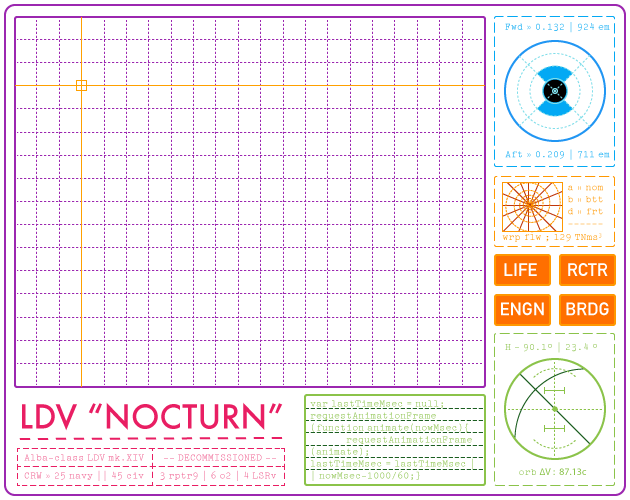 Fwd » 0.132 | 924 em
Aft » 0.209 | 711 em
a » nom
b » btt
d » frt
------
wrp flw : 129 TNms²
LIFE
RCTR
ENGN
BRDG
H - 90.1º | 23.4 º
orb ΔV: 87.13c
LDV “NOCTURN”
Alba-class LDV mk.XIV
-- DECOMMISSIONED --
CRW » 25 navy || 45 civ
3 rptr9 | 6 o2 | 4 LSRv
var lastTimeMsec = null;
requestAnimationFrame
(function animate(nowMsec){
requestAnimationFrame
(animate);
lastTimeMsec = lastTimeMsec |
| nowMsec-1000/60;]